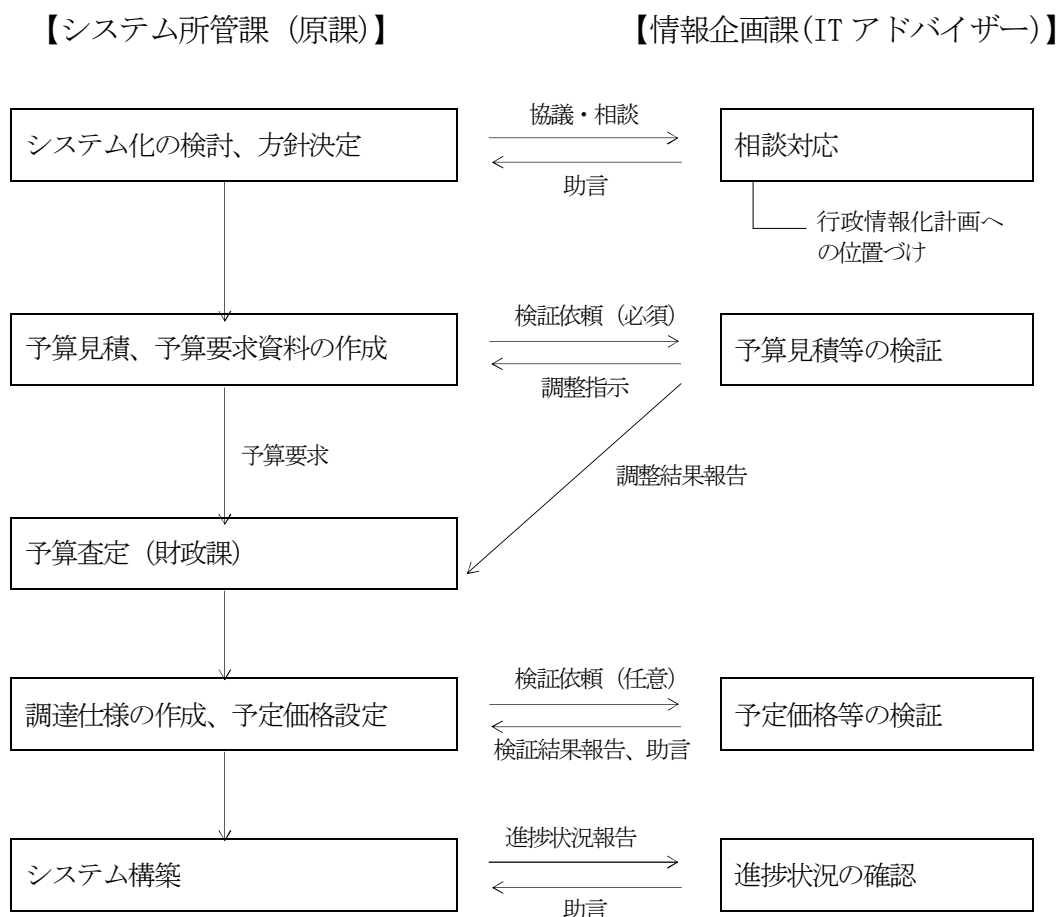 【システム所管課（原課）】
【情報企画課(IT アドバイザー)】
協議・相談
システム化の検討、方針決定
相談対応
助言
行政情報化計画へ
の位置づけ
検証依頼（必須）
予算見積、予算要求資料の作成
予算見積等の検証
調整指示
予算要求
調整結果報告
予算査定（財政課）
検証依頼（任意）
調達仕様の作成、予定価格設定
予定価格等の検証
検証結果報告、助言
進捗状況報告
システム構築
進捗状況の確認
助言